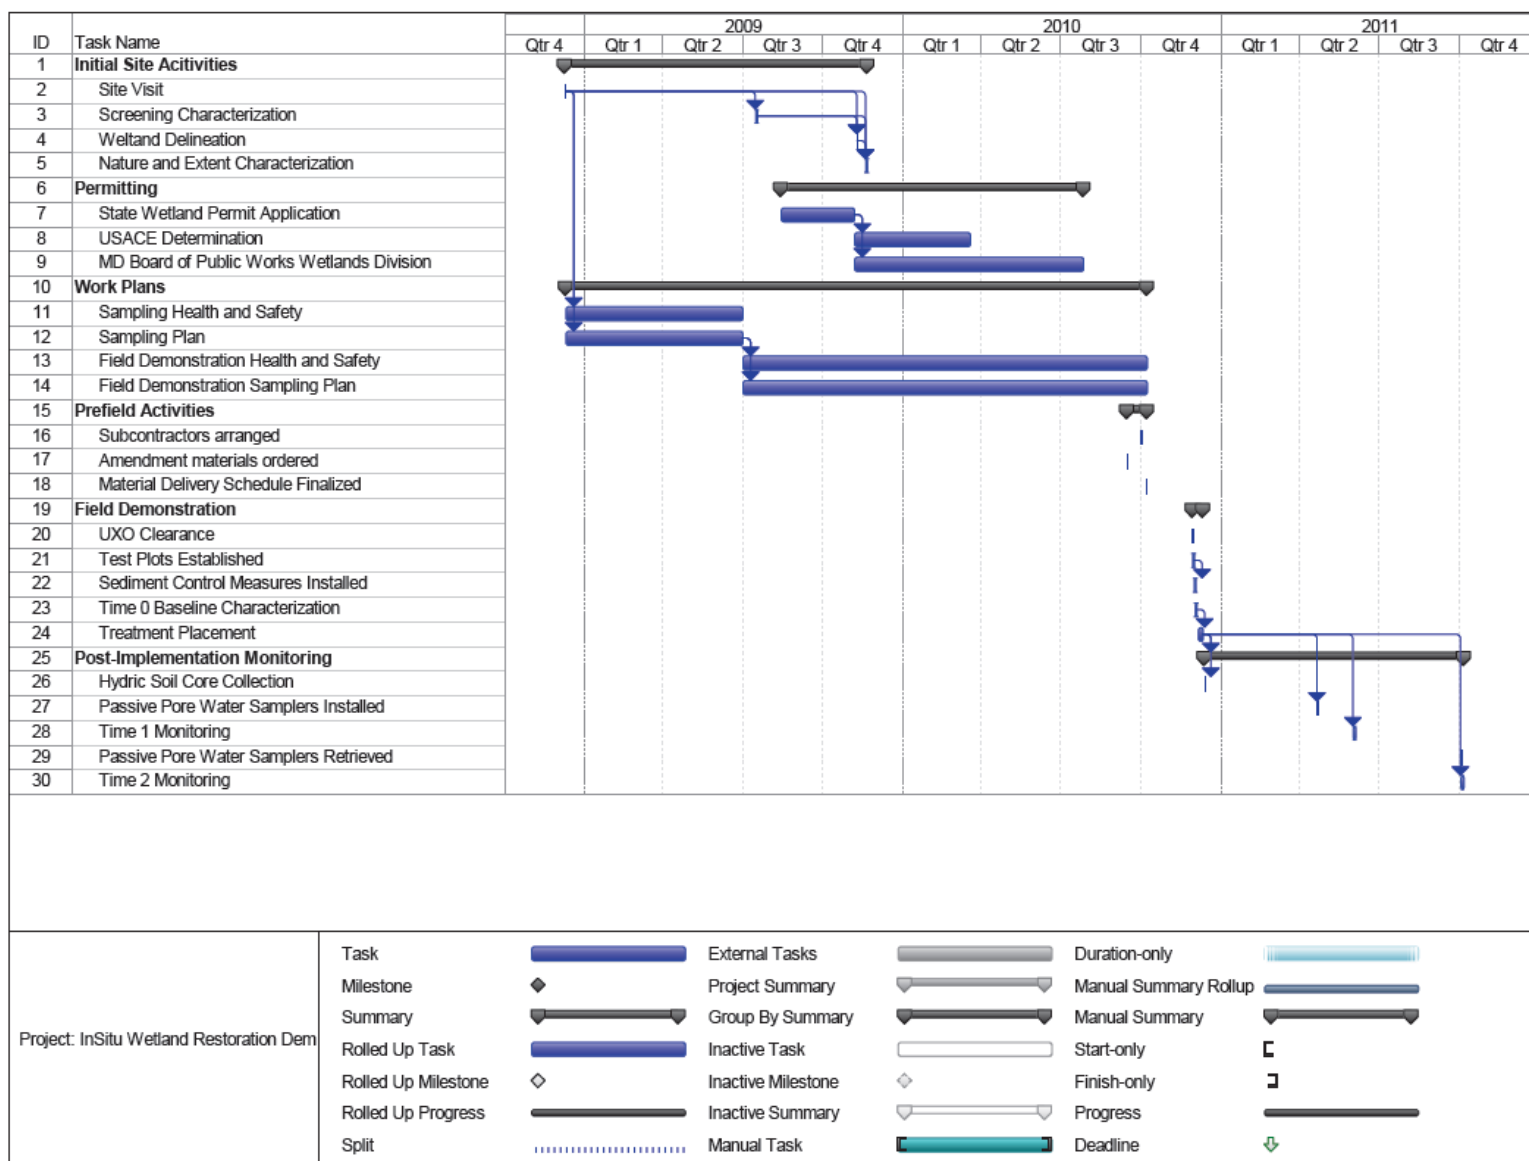 2009 2010 2011
ID Task Name Qtr 4 Qtr 1 Qtr 2 Qtr 3 Qtr 4 Qtr 1 Qtr 2 Qtr 3 Qtr 4 Qtr 1 Qtr 2 Qtr 3 Qtr 4
1 Initial Site Acitivities
2 Site Visit
3 Screening Characterization
4 Weltand Delineation
5 Nature and Extent Characterization
6 Permitting
7 State Wetland Permit Application
8 USACE Determination
9 MD Board of Public Works Wetlands Division
10 Work Plans
11 Sampling Health and Safety
12 Sampling Plan
13 Field Demonstration Health and Safety
14 Field Demonstration Sampling Plan
15 Prefield Activities
16 Subcontractors arranged
17 Amendment materials ordered
18 Material Delivery Schedule Finalized
19 Field Demonstration
20 UXO Clearance
21 Test Plots Established
22 Sediment Control Measures Installed
23 Time 0 Baseline Characterization
24 Treatment Placement
25 Post-Implementation Monitoring
26 Hydric Soil Core Collection
27 Passive Pore Water Samplers Installed
28 Time 1 Monitoring
29 Passive Pore Water Samplers Retrieved
30 Time 2 Monitoring
Project: InSitu Wetland Restoration Dem
Task External Tasks Duration-only
Milestone Project Summary Manual Summary Rollup
Summary Group By Summary Manual Summary
Rolled Up Task Inactive Task Start-only
Rolled Up Milestone Inactive Milestone Finish-only
Rolled Up Progress Inactive Summary Progress
Split Manual Task Deadline